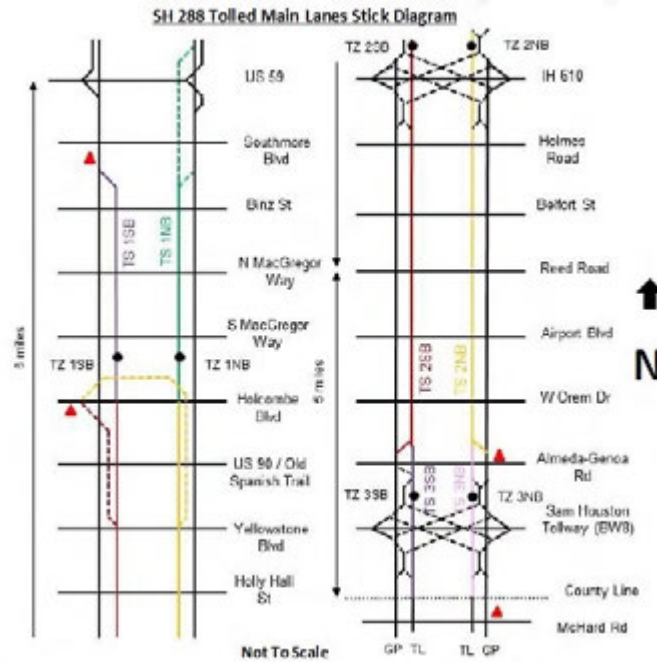 SH 288 Tolled Main Lanes Stick Diagram
US 59
Southmore
Blvd
Binz St
N MacGregor
Way
S MacGregor
Way
TZ 1SB
TZ 1NB
Holcombe
Blvd
US 90 / Old
Spanish Trail
Yellowstone
Blvd
Holly Hall
St
TS 1SB
TS 1NB
5 miles
Not To Scale
TZ 2SB
TZ 2NB
IH 610
Holmes
Road
Belfort St
Reed Road
Airport Blvd
W Orem Dr
Almeda-Genoa
Rd
TZ 3SB
TZ 3NB
Sam Houston
Tollway (BW8)
County Line
McHard Rd
TS 2SB
TS 2NB
TS 3SB
5 miles
GP TL TL GP
N